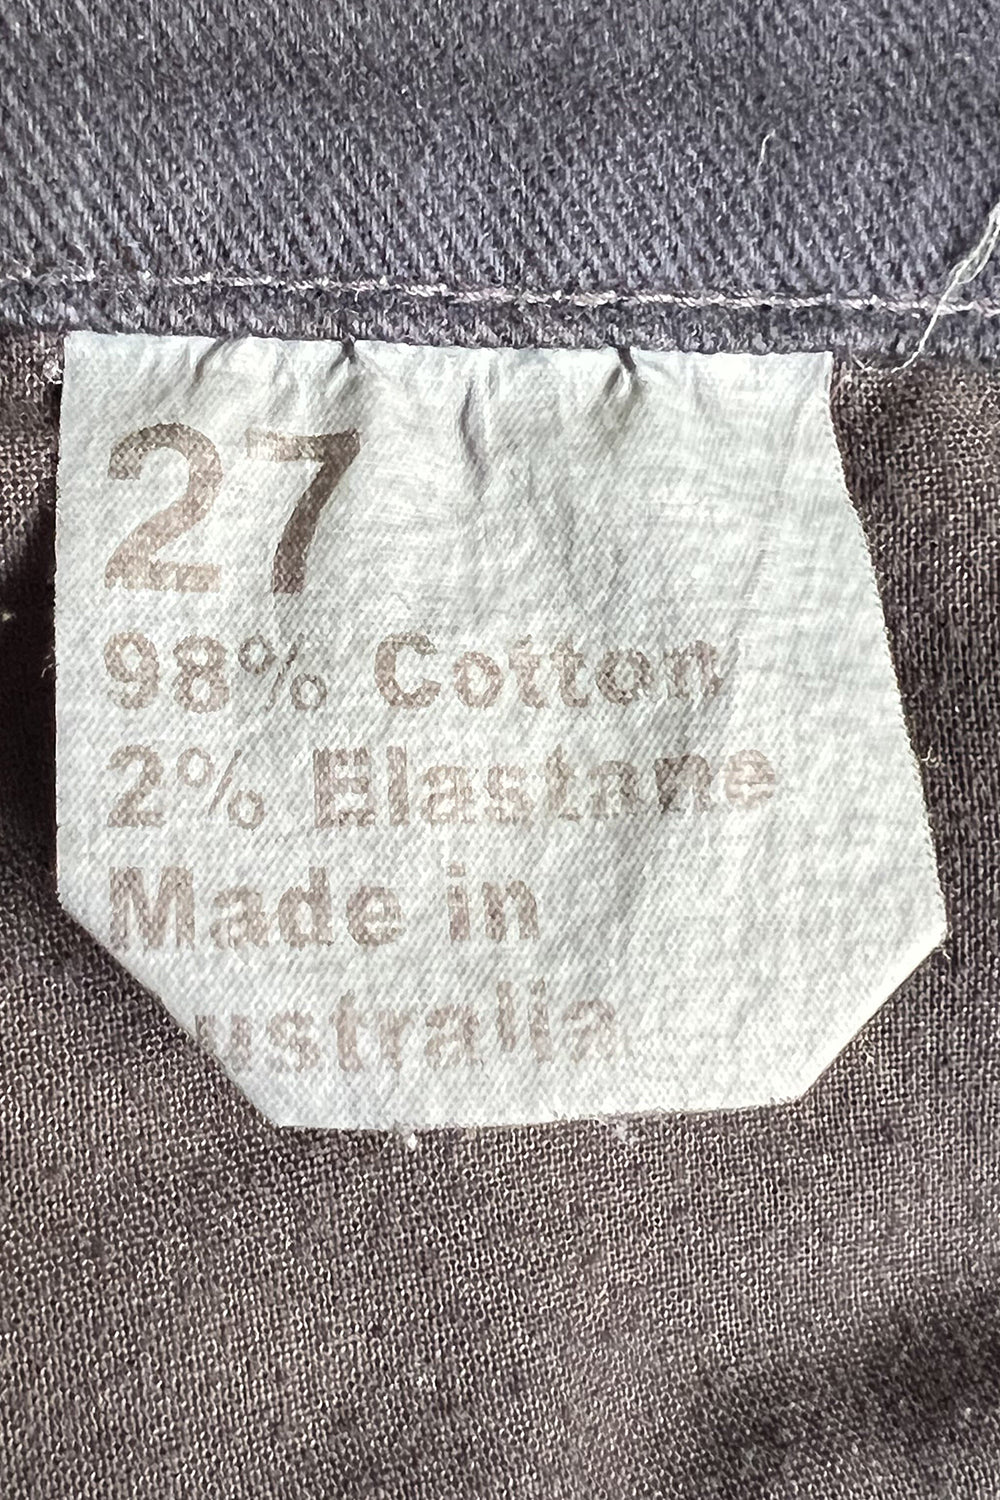 27
98% Cotton
2% Elastane
Made in
ustralia